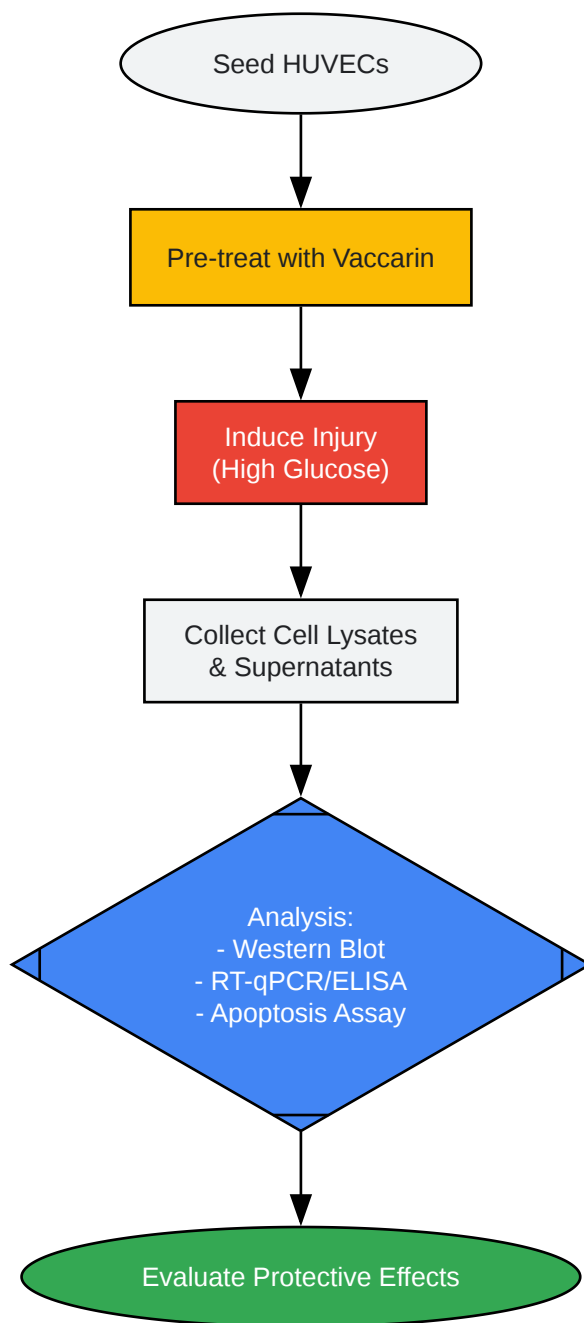 Seed HUVECs
Pre-treat with Vaccarin
Induce Injury
(High Glucose)
Collect Cell Lysates
& Supernatants
Analysis:
- Western Blot
- RT-qPCR/ELISA
- Apoptosis Assay
Evaluate Protective Effects